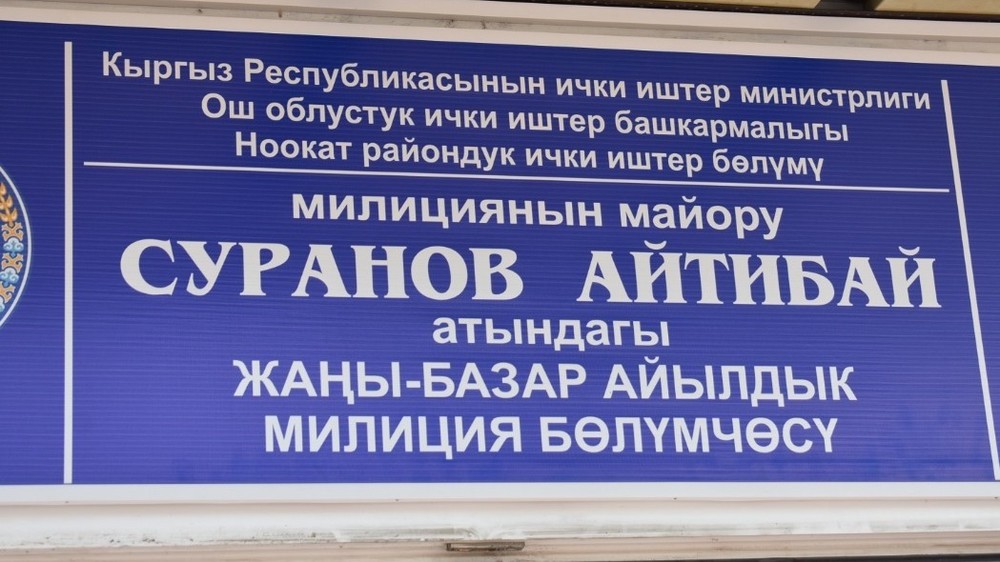 Кыргыз Республикасынын ички иштер министрлиги
Ош облустук ички иштер башкармалыгы
Ноокат райондук ички иштер бөлүмү
милициянын майору
СУРАНОВ АЙТИБАЙ
атындагы
ЖАҢЫ-БАЗАР АЙЫЛДЫК
МИЛИЦИЯ БӨЛҮМЧӨСҮ